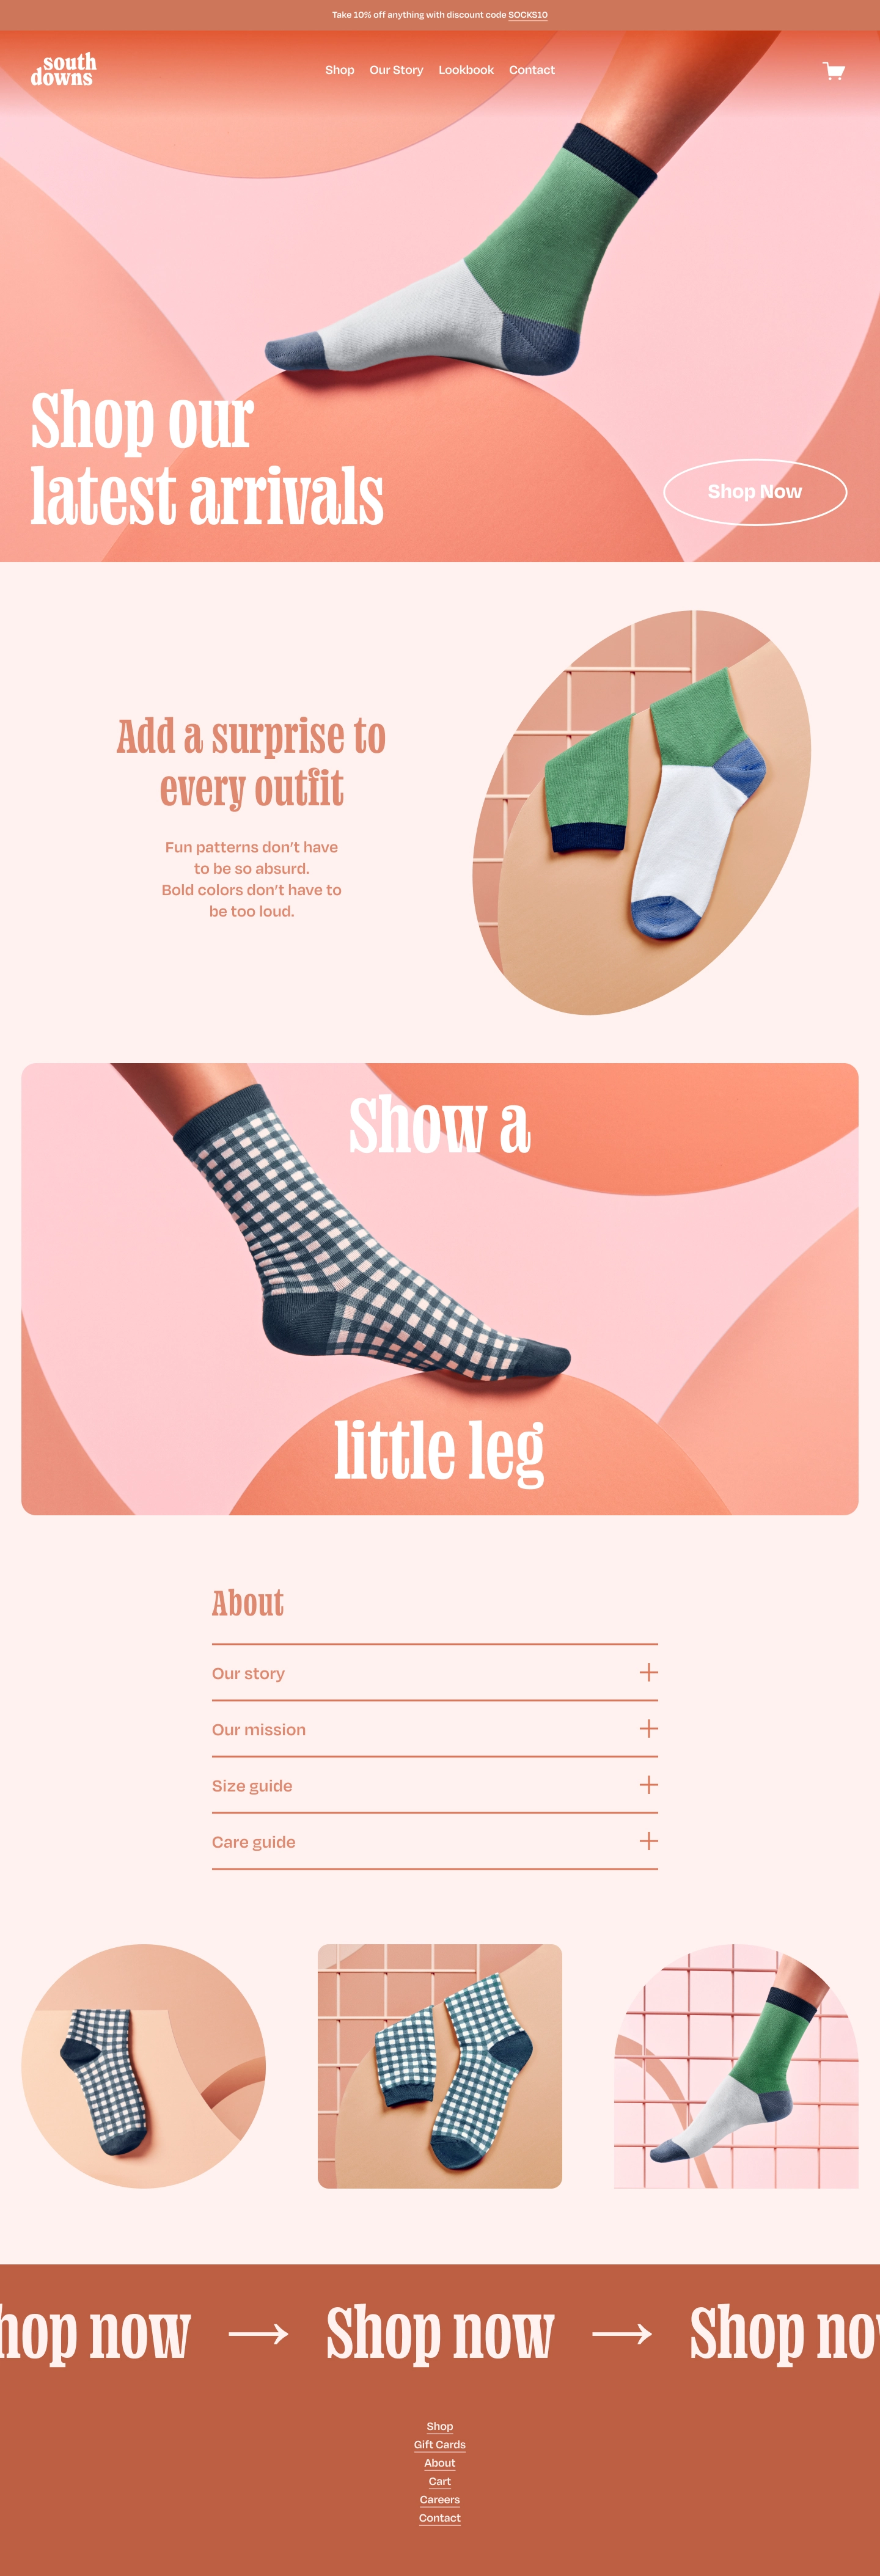 Take 10% off anything with discount code SOCKS10
south
downs
Shop Our Story Lookbook Contact
Shop our
latest arrivals
Shop Now
Add a surprise to
every outfit
Fun patterns don’t have
to be so absurd.
Bold colors don’t have to
be too loud.
Show a
little leg
About
Our story
Our mission
Size guide
Care guide
hop now → Shop now → Shop no
Shop
Gift Cards
About
Cart
Careers
Contact